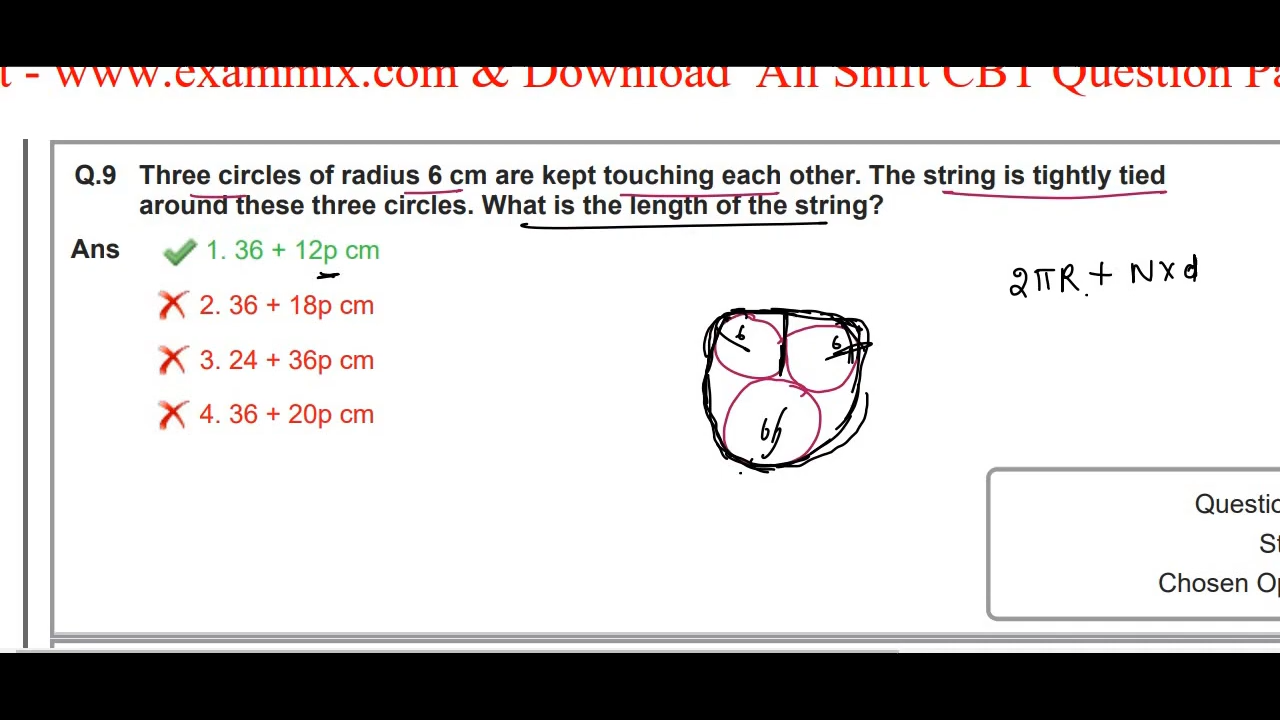 t - www.exammix.com & Download All Shift CBT Question Pa
Q.9 Three circles of radius 6 cm are kept touching each other. The string is tightly tied
around these three circles. What is the length of the string?
Ans
1. 36 + 12p cm
2. 36 + 18p cm
3. 24 + 36p cm
4. 36 + 20p cm
2πR + N×d
6
6
6
Questio
St
Chosen Op